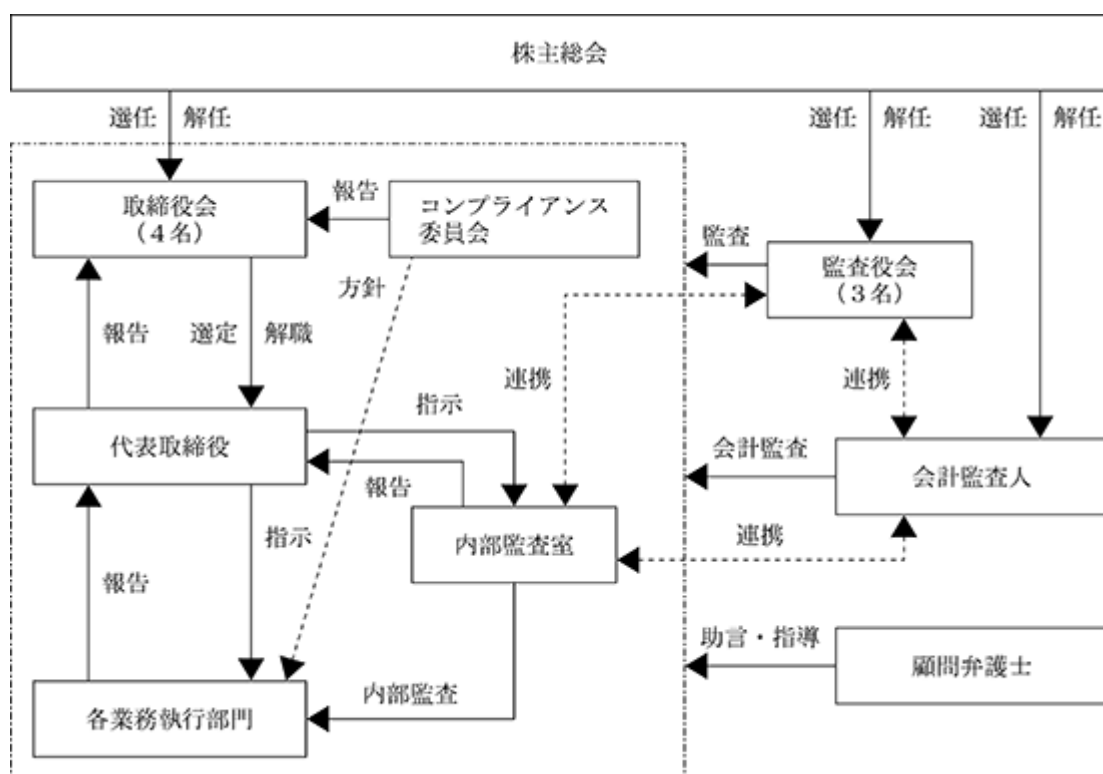 株主総会
選任 解任
選任 解任
選任 解任
取締役会
（４名）
報告
コンプライアンス
委員会
監査
監査役会
（３名）
方針
報告
選定 解職
連携
連携
指示
代表取締役
報告
会計監査
会計監査人
指示
内部監査室
連携
報告
助言・指導
顧問弁護士
内部監査
各業務執行部門